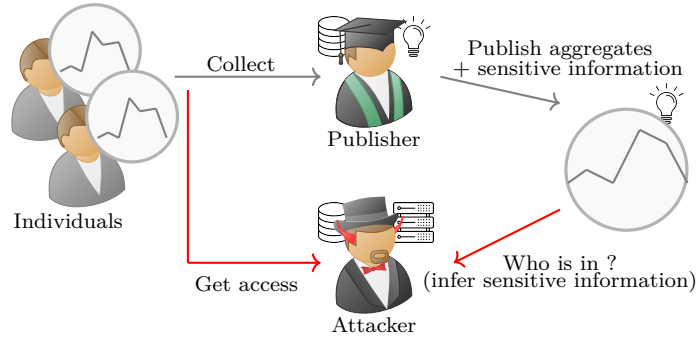 Collect
Publish aggregates
+ sensitive information
Publisher
Individuals
Get access
Who is in ?
(infer sensitive information)
Attacker